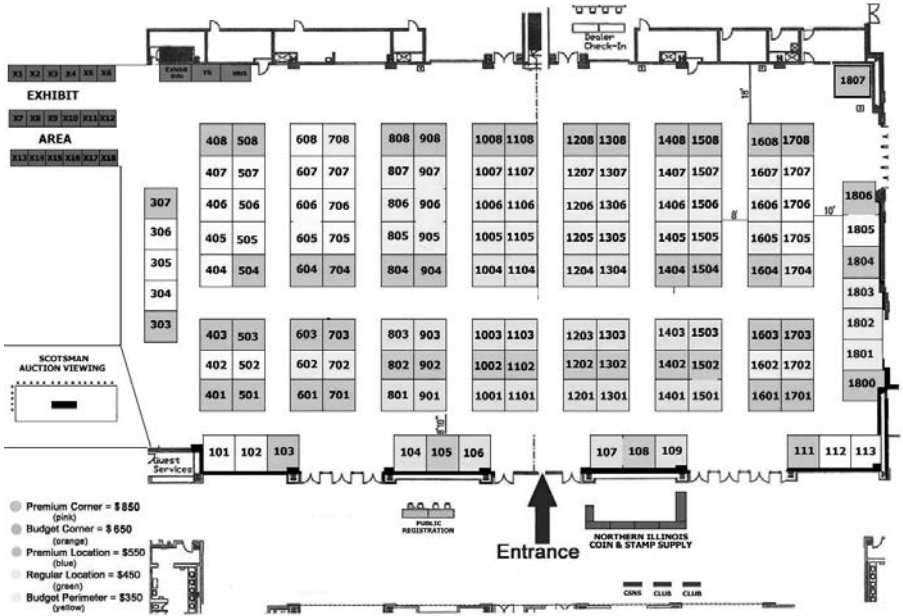 Dealer
Check-In
X1 X2 X3 X4 X5 X6
EXHIBIT
X7 X8 X9 X10 X11 X12
AREA
X13 X14 X15 X16 X17 X18
1807
18'
408 508 608 708 808 908 1008 1108 1208 1308 1408 1508 1608 1708
407 507 607 707 807 907 1007 1107 1207 1307 1407 1507 1607 1707
307 1806
406 506 606 706 806 906 1006 1106 1206 1306 1406 1506 1606 1706
8' 10'
306 1805
405 505 605 705 805 905 1005 1105 1205 1305 1405 1505 1605 1705
305 1804
404 504 604 704 804 904 1004 1104 1204 1304 1404 1504 1604 1704
304 1803
303 1802
403 503 603 703 803 903 1003 1103 1203 1303 1403 1503 1603 1703
1801
402 502 602 702 802 902 1002 1102 1202 1302 1402 1502 1602 1702
1800
401 501 601 701 801 901 1001 1101 1201 1301 1401 1501 1601 1701
SCOTSMAN
AUCTION VIEWING
8'10"
101 102 103 104 105 106 107 108 109 111 112 113
Guest
Services
Premium Corner = $850
(pink)
Budget Corner = $650
(orange)
Premium Location = $550
(blue)
Regular Location = $450
(green)
Budget Perimeter = $350
(yellow)
PUBLIC
REGISTRATION
Entrance
NORTHERN ILLINOIS
COIN & STAMP SUPPLY
CSNS CLUB CLUB